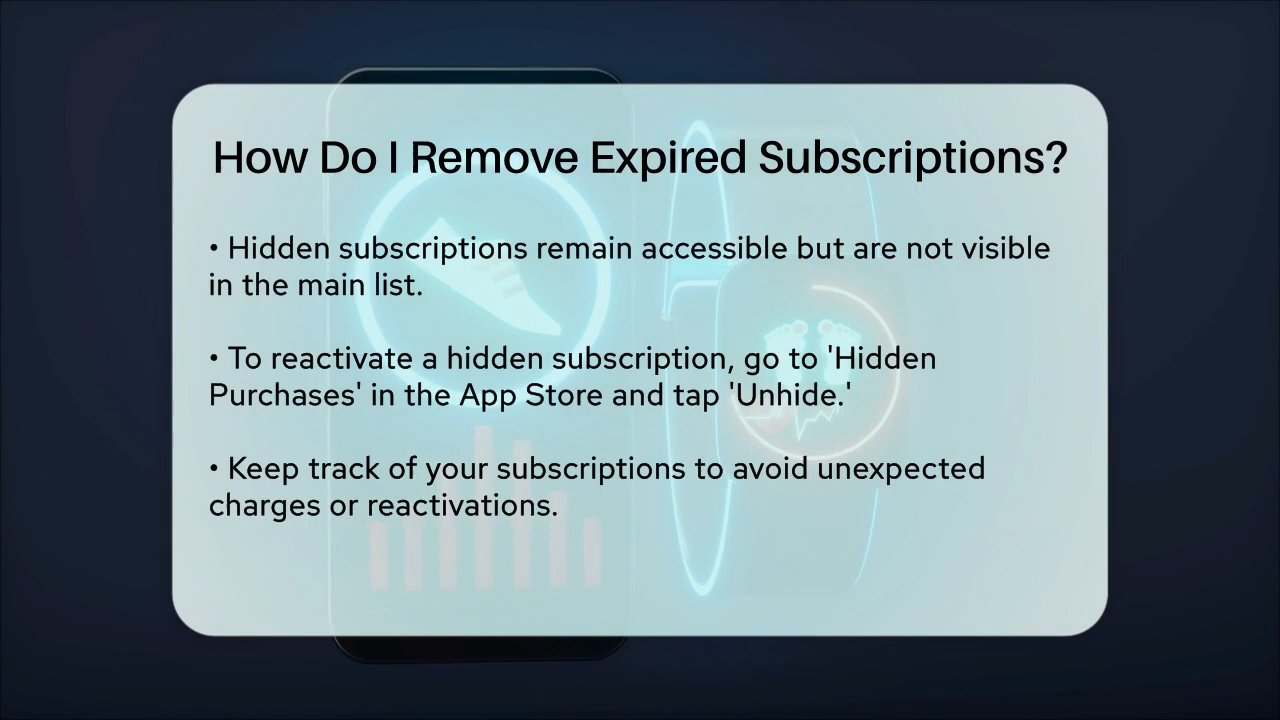 How Do I Remove Expired Subscriptions?
• Hidden subscriptions remain accessible but are not visible
in the main list.
• To reactivate a hidden subscription, go to 'Hidden
Purchases' in the App Store and tap 'Unhide.'
• Keep track of your subscriptions to avoid unexpected
charges or reactivations.